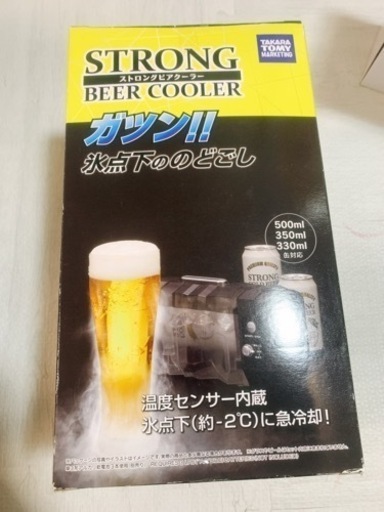 STRONG
ストロングビアクーラー
BEER COOLER
TAKARA
TOMY
MARKETING
ガツン!!
氷点下ののどごし
500ml
350ml
330ml
缶対応
STRONG
温度センサー内蔵
氷点下(約-2℃)に急冷却!